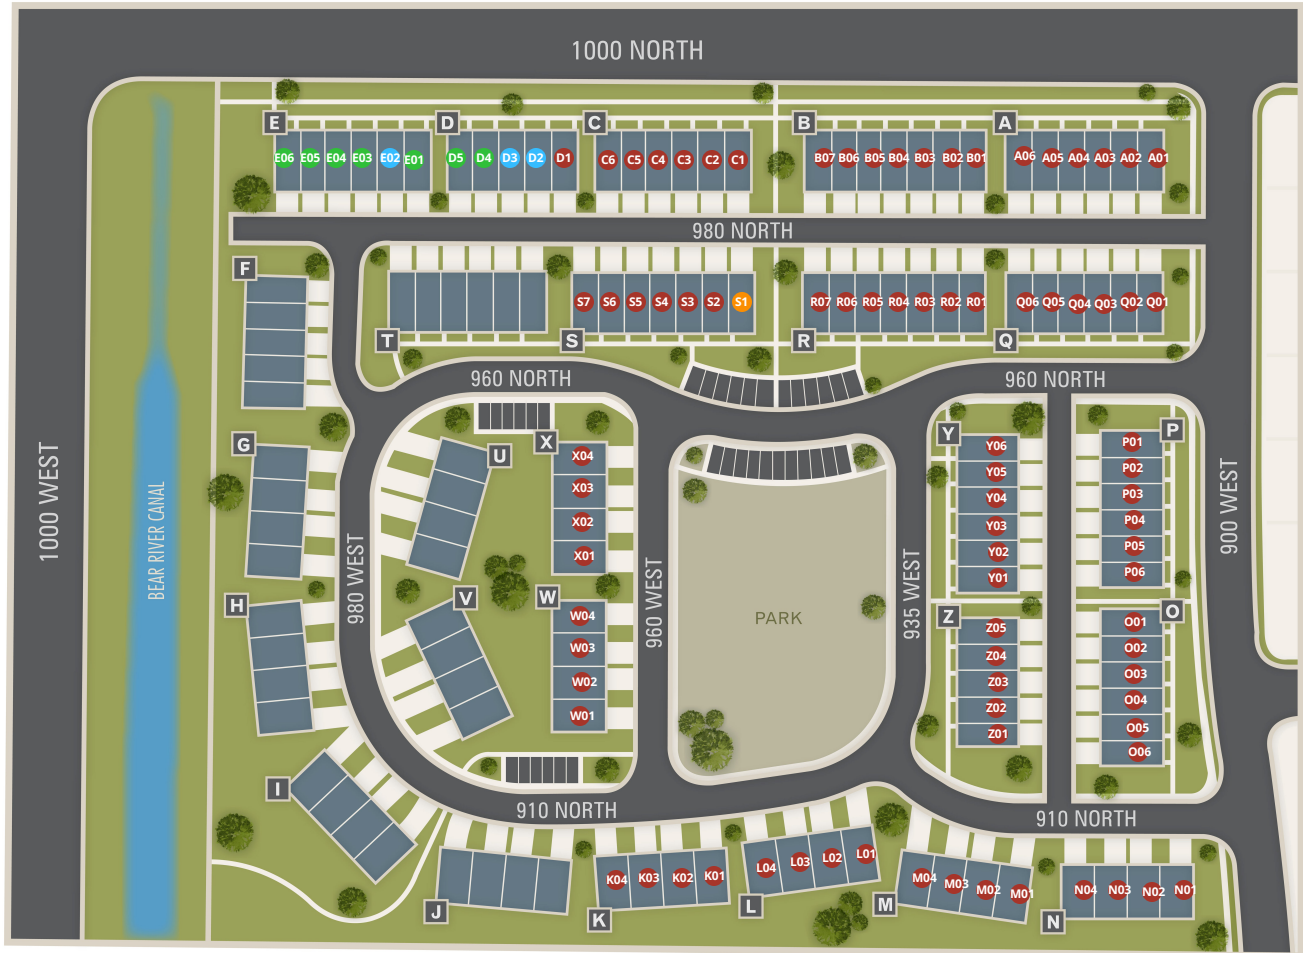 1000 NORTH
E D C B A
E06 E05 E04 E03 E02 E01 D5 D4 D3 D2 D1 C6 C5 C4 C3 C2 C1 B07 B06 B05 B04 B03 B02 B01 A06 A05 A04 A03 A02 A01
980 NORTH
F
S7 S6 S5 S4 S3 S2 S1 R07 R06 R05 R04 R03 R02 R01 Q06 Q05 Q04 Q03 Q02 Q01
T S R Q
960 NORTH
960 NORTH
G
U
X
X04
X03
X02
X01
Y
Y06
Y05
Y04
Y03
Y02
Y01
P
P01
P02
P03
P04
P05
P06
1000 WEST
BEAR RIVER CANAL
980 WEST
960 WEST
PARK
935 WEST
900 WEST
H
V
W
W04
W03
W02
W01
Z
Z05
Z04
Z03
Z02
Z01
O
O01
O02
O03
O04
O05
O06
I
910 NORTH
910 NORTH
J
K04 K03 K02 K01
K
L04 L03 L02 L01
L
M04 M03 M02 M01
M
N04 N03 N02 N01
N